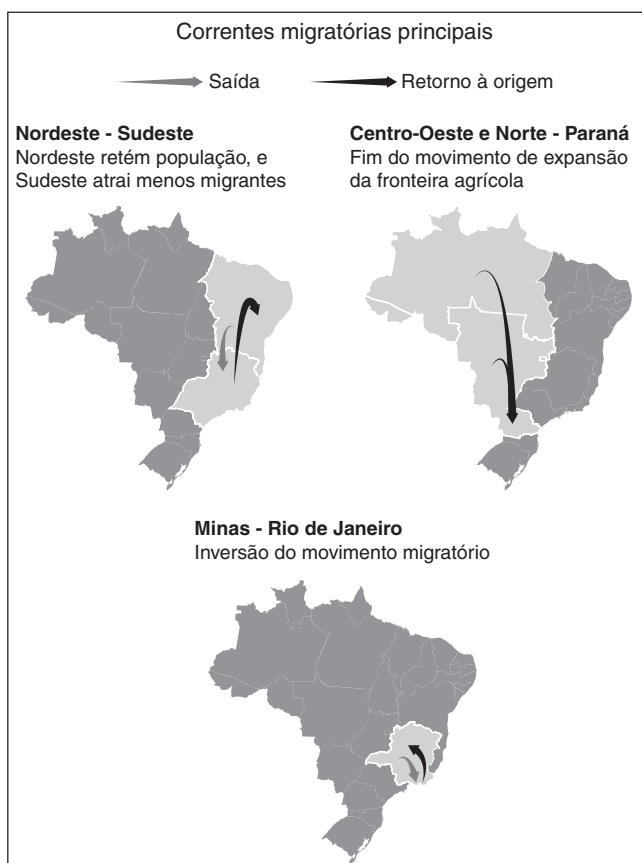 Correntes migratórias principais
Saída
Retorno à origem
Nordeste - Sudeste
Nordeste retém população, e
Sudeste atrai menos migrantes
Centro-Oeste e Norte - Paraná
Fim do movimento de expansão
da fronteira agrícola
Minas - Rio de Janeiro
Inversão do movimento migratório